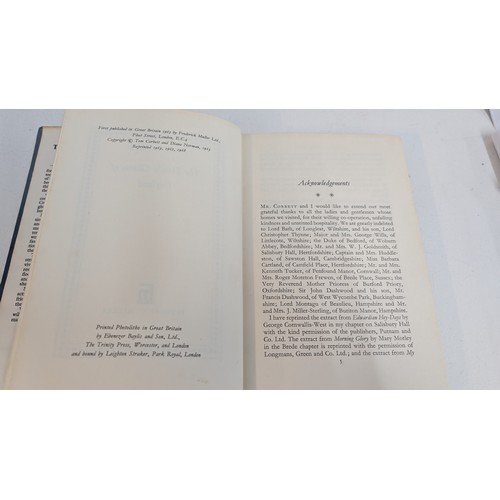 First published in Great Britain 1963 by Frederick Muller Ltd.,
Fleet Street, London, E.C.4
Copyright © Tom Corbett and Diana Norman, 1963
Printed Photolitho in Great Britain
by Ebenezer Baylis and Son, Ltd.,
The Trinity Press, Worcester, and London
and bound by Leighton Straker, Park Royal, London
Acknowledgements
MR. CORBETT and I would like to extend our most
grateful thanks to all the ladies and gentlemen whose
homes we visited, for their willing co-operation, unfailing
kindness and unstinted hospitality. We are greatly indebted
to Lord Bath, of Longleat, Wiltshire, and his son, Lord
Christopher Thynne; Major and Mrs. George Wills, of
Littlecote, Wiltshire; the Duke of Bedford, of Woburn
Abbey, Bedfordshire; Mr. and Mrs. W. J. Goldsmith, of
Salisbury Hall, Hertfordshire; Captain and Mrs. Huddle-
ston, of Sawston Hall, Cambridgeshire; Miss Barbara
Cartland, of Camfield Place, Hertfordshire; Mr. and Mrs.
Kenneth Tucker, of Penfound Manor, Cornwall; Mr. and
Mrs. Roger Moreton Frewen, of Brede Place, Sussex; the
Very Reverend Mother Prioress of Burford Priory,
Oxfordshire; Sir John Dashwood and his son, Mr.
Francis Dashwood, of West Wycombe Park, Buckingham-
shire; Lord Montagu of Beaulieu, Hampshire and Mr.
and Mrs. J. Miller-Sterling, of Bunton Manor, Hampshire.
I have reprinted the extract from Edwardian Hey-Days by
George Cornwallis-West in my chapter on Salisbury Hall
with the kind permission of the publishers, Putnam and
Co. Ltd. The extract from Morning Glory by Mary Motley
in the Brede chapter is reprinted with the permission of
Longmans, Green and Co. Ltd.; and the extract from My
5